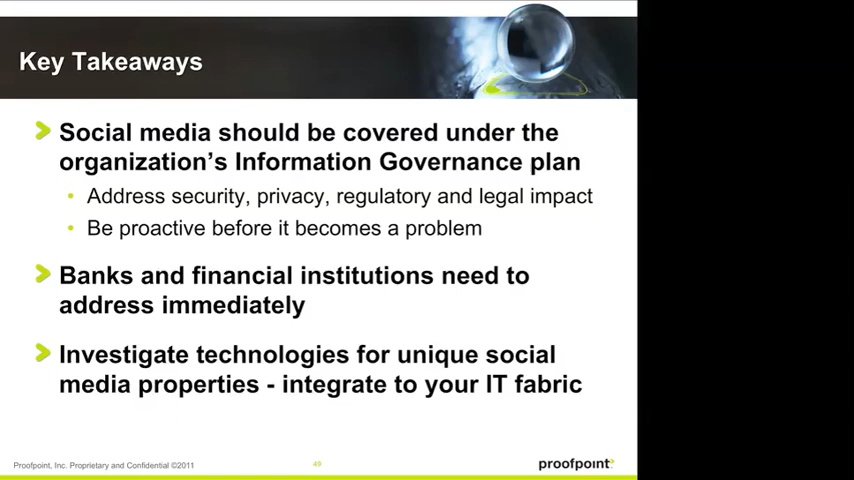 Key Takeaways
Social media should be covered under the
organization's Information Governance plan
• Address security, privacy, regulatory and legal impact
• Be proactive before it becomes a problem
Banks and financial institutions need to
address immediately
Investigate technologies for unique social
media properties - integrate to your IT fabric
Proofpoint, Inc. Proprietary and Confidential ©2011
49
proofpoint